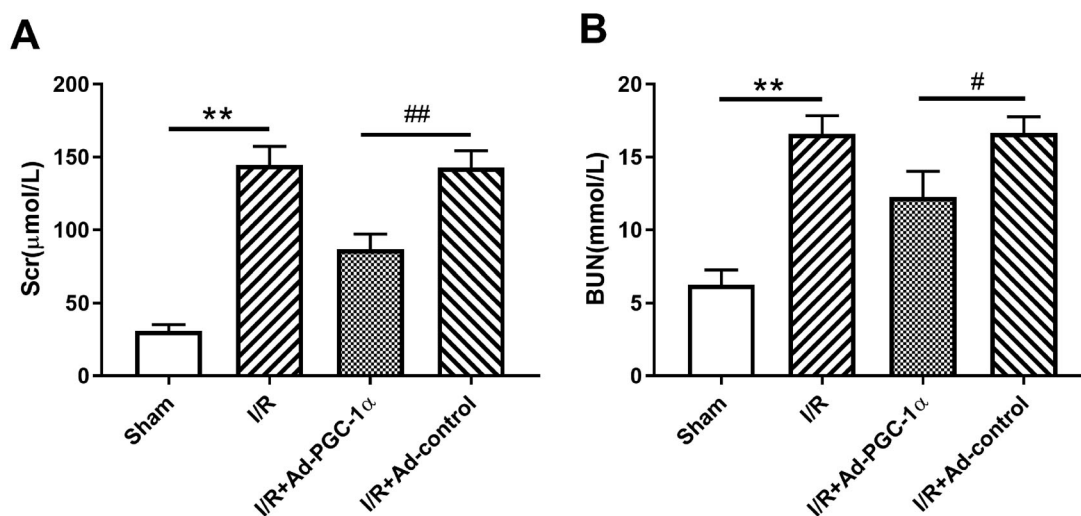 A
Scr(μmol/L)
200
150
100
50
0
**
##
Sham
I/R
I/R+Ad-PGC-1α
I/R+Ad-control
B
BUN(mmol/L)
20
15
10
5
0
**
#
Sham
I/R
I/R+Ad-PGC-1α
I/R+Ad-control